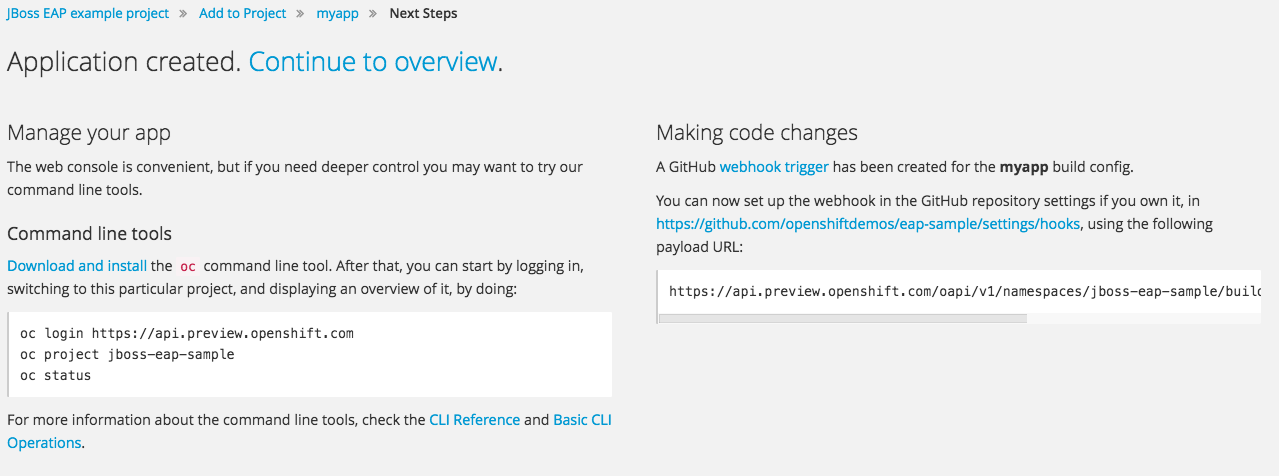 JBoss EAP example project » Add to Project » myapp » Next Steps
Application created. Continue to overview.
Manage your app
The web console is convenient, but if you need deeper control you may want to try our
command line tools.
Command line tools
Download and install the oc command line tool. After that, you can start by logging in,
switching to this particular project, and displaying an overview of it, by doing:
oc login https://api.preview.openshift.com
oc project jboss-eap-sample
oc status
For more information about the command line tools, check the CLI Reference and Basic CLI
Operations.
Making code changes
A GitHub webhook trigger has been created for the myapp build config.
You can now set up the webhook in the GitHub repository settings if you own it, in
https://github.com/openshiftdemos/eap-sample/settings/hooks, using the following
payload URL:
https://api.preview.openshift.com/oapi/v1/namespaces/jboss-eap-sample/build